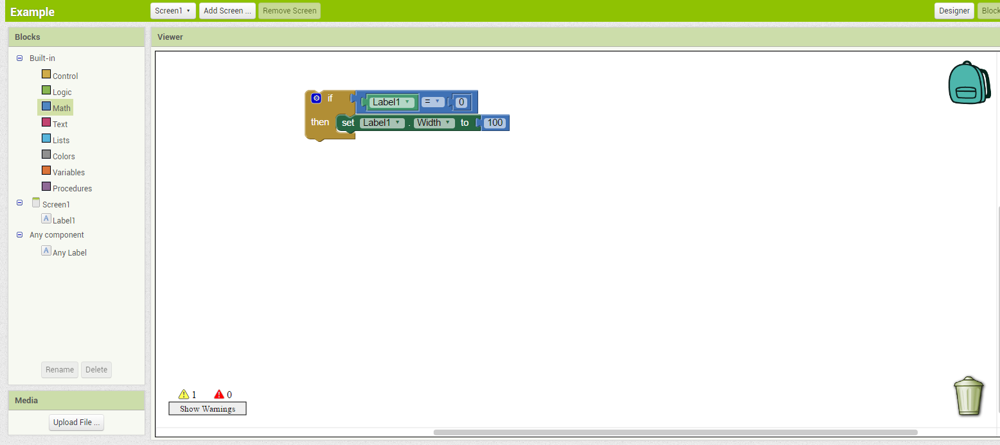 Example
Screen1 Add Screen ... Remove Screen Designer Block
Blocks
Built-in
Control
Logic
Math
Text
Lists
Colors
Variables
Procedures
Screen1
A Label1
Any component
A Any Label
Rename Delete
Media
Upload File ...
Viewer
if Label1 = 0
then set Label1 . Width to 100
1 0
Show Warnings